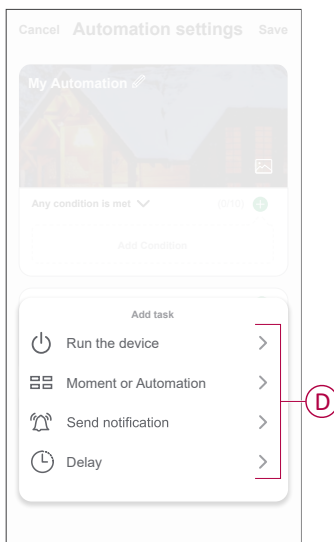 Cancel Automation settings Save
My Automation
Any condition is met (0/10)
Add Condition
Add task
Run the device
Moment or Automation
Send notification
Delay
D